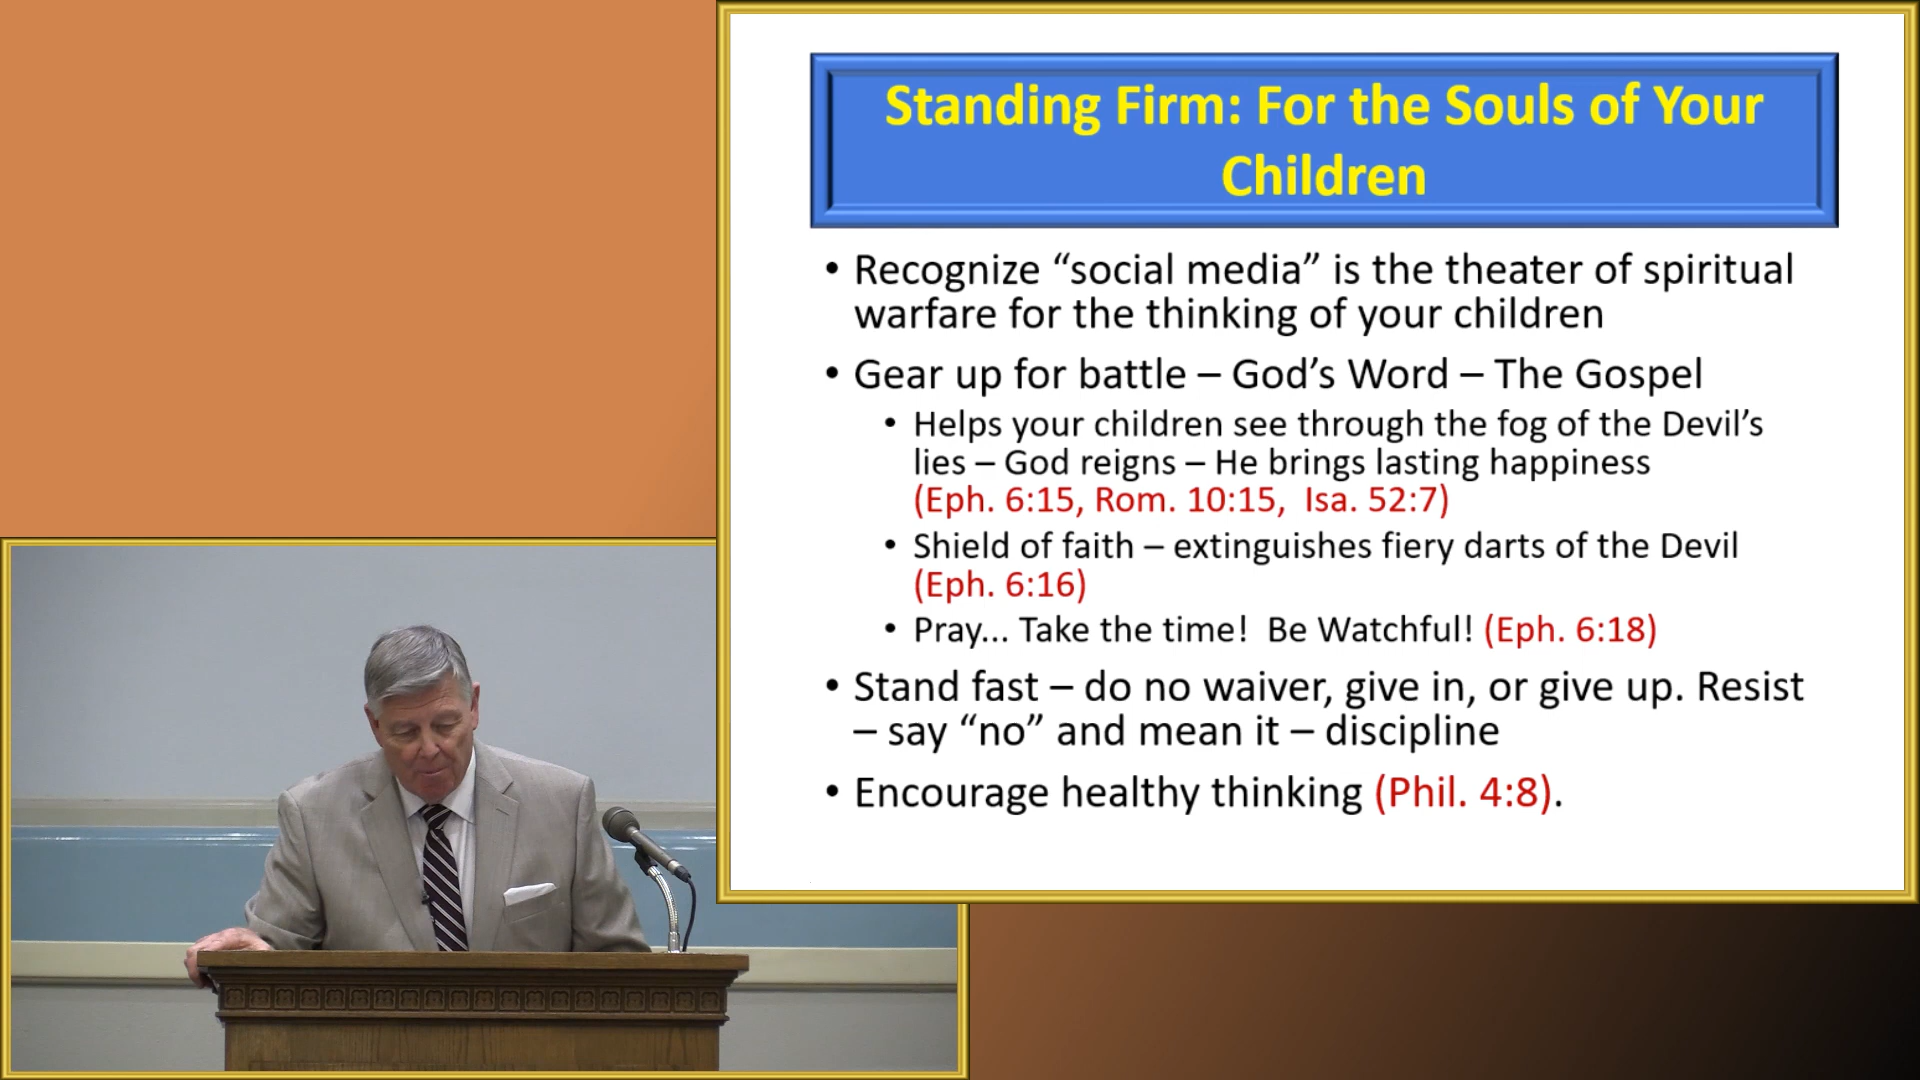 Standing Firm: For the Souls of Your
Children
• Recognize “social media” is the theater of spiritual
warfare for the thinking of your children
• Gear up for battle – God’s Word – The Gospel
• Helps your children see through the fog of the Devil’s
lies – God reigns – He brings lasting happiness
(Eph. 6:15, Rom. 10:15,  Isa. 52:7)
• Shield of faith – extinguishes fiery darts of the Devil
(Eph. 6:16)
• Pray... Take the time!  Be Watchful! (Eph. 6:18)
• Stand fast – do no waiver, give in, or give up. Resist
– say “no” and mean it – discipline
• Encourage healthy thinking (Phil. 4:8).